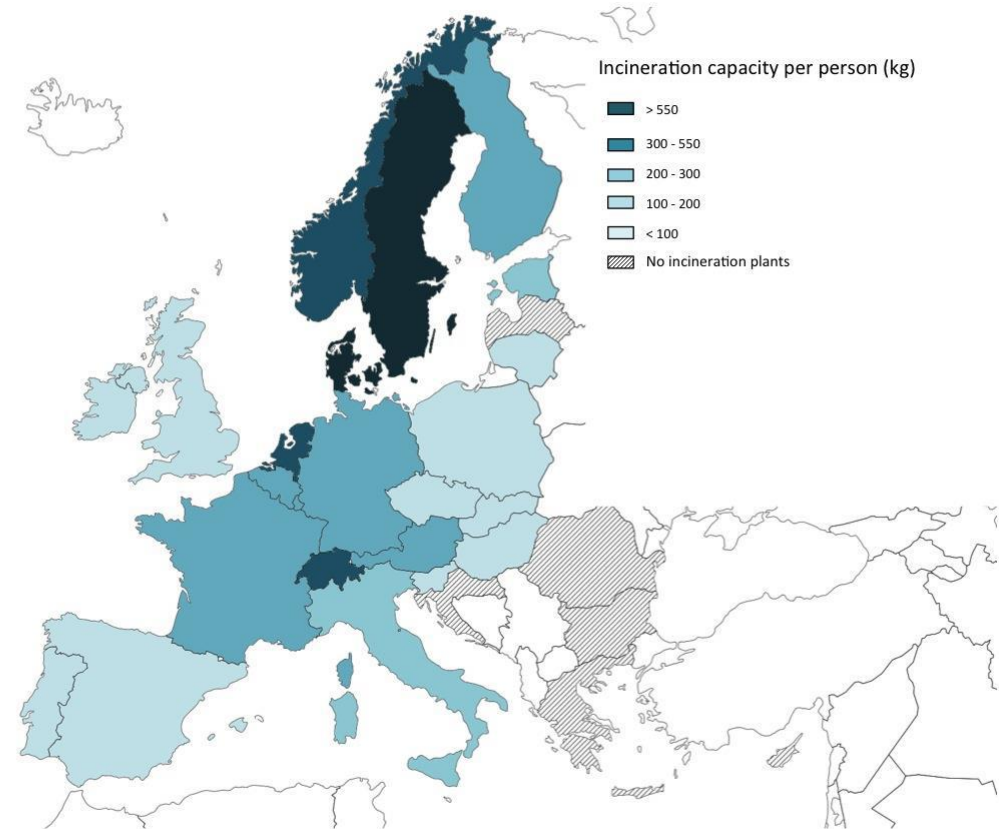 Incineration capacity per person (kg)
> 550
300 - 550
200 - 300
100 - 200
< 100
No incineration plants